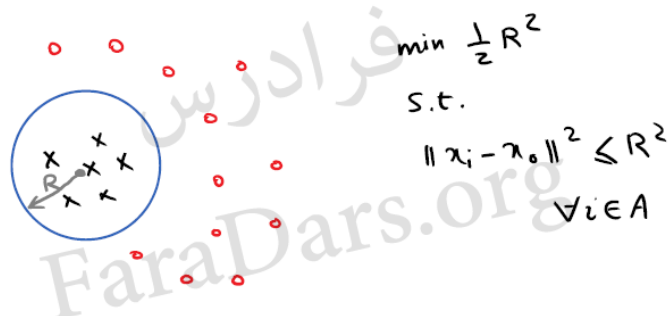 min 1/2 R²
s.t.
‖xᵢ - x₀‖² ≤ R²
∀i ∈ A
R
فرادرس
FaraDars.org